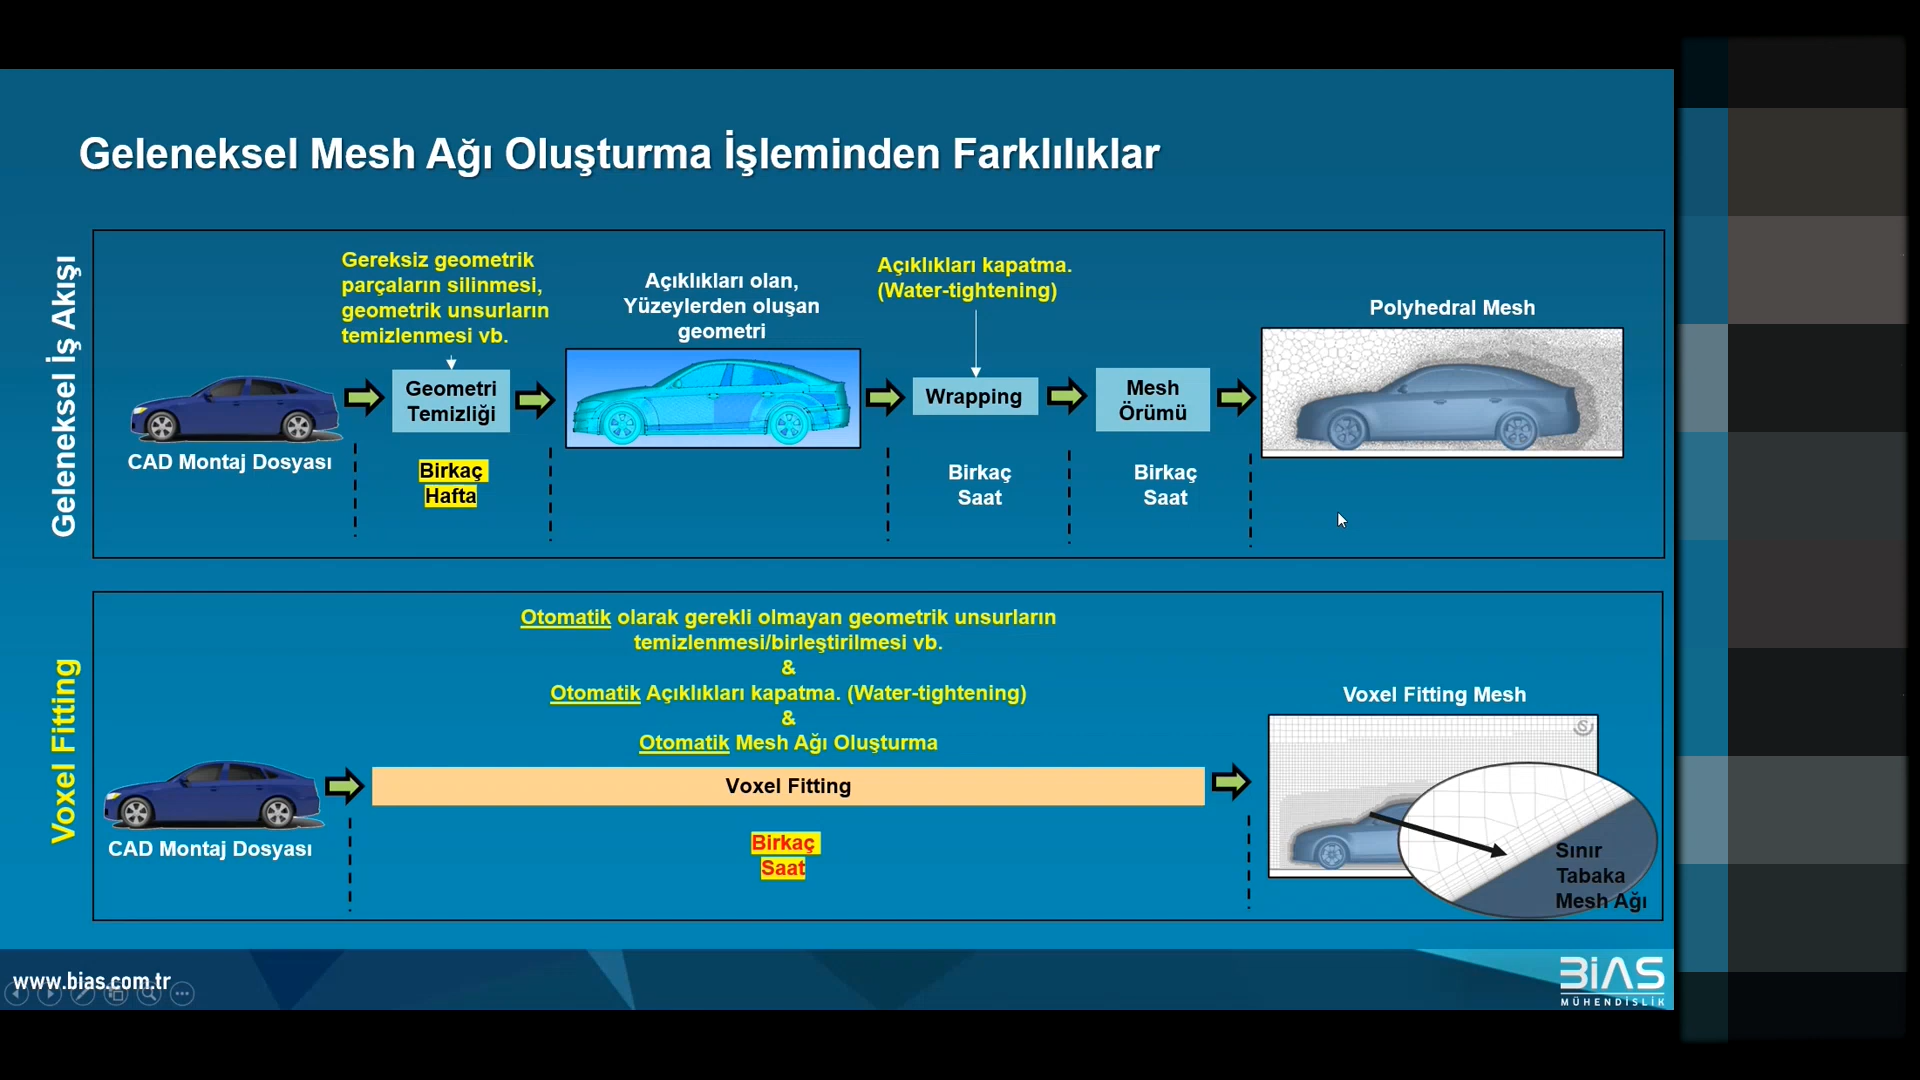 Geleneksel Mesh Ağı Oluşturma İşleminden Farklılıklar
Geleneksel İş Akışı
Gereksiz geometrik
parçaların silinmesi,
geometrik unsurların
temizlenmesi vb.
Açıklıkları olan,
Yüzeylerden oluşan
geometri
Açıklıkları kapatma.
(Water-tightening)
Polyhedral Mesh
CAD Montaj Dosyası
Geometri
Temizliği
Wrapping
Mesh
Örümü
Birkaç
Hafta
Birkaç
Saat
Birkaç
Saat
Voxel Fitting
Otomatik olarak gerekli olmayan geometrik unsurların
temizlenmesi/birleştirilmesi vb.
&
Otomatik Açıklıkları kapatma. (Water-tightening)
&
Otomatik Mesh Ağı Oluşturma
Voxel Fitting
Birkaç
Saat
CAD Montaj Dosyası
Voxel Fitting Mesh
Sınır
Tabaka
Mesh Ağı
www.bias.com.tr
BiAS
MÜHENDİSLİK